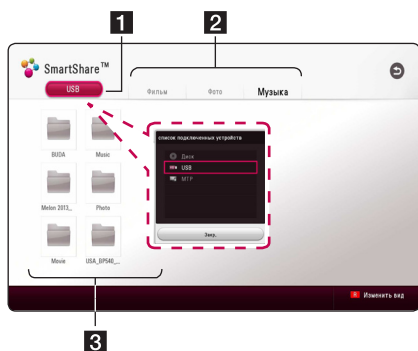 1
2
SmartShare™
USB
Фильм
Фото
Музыка
список подключенных устройств
Диск
USB
MTP
Закр.
BUDA
Music
Melon 2013_
Photo
Movie
USA_BP540_...
Изменить вид
3